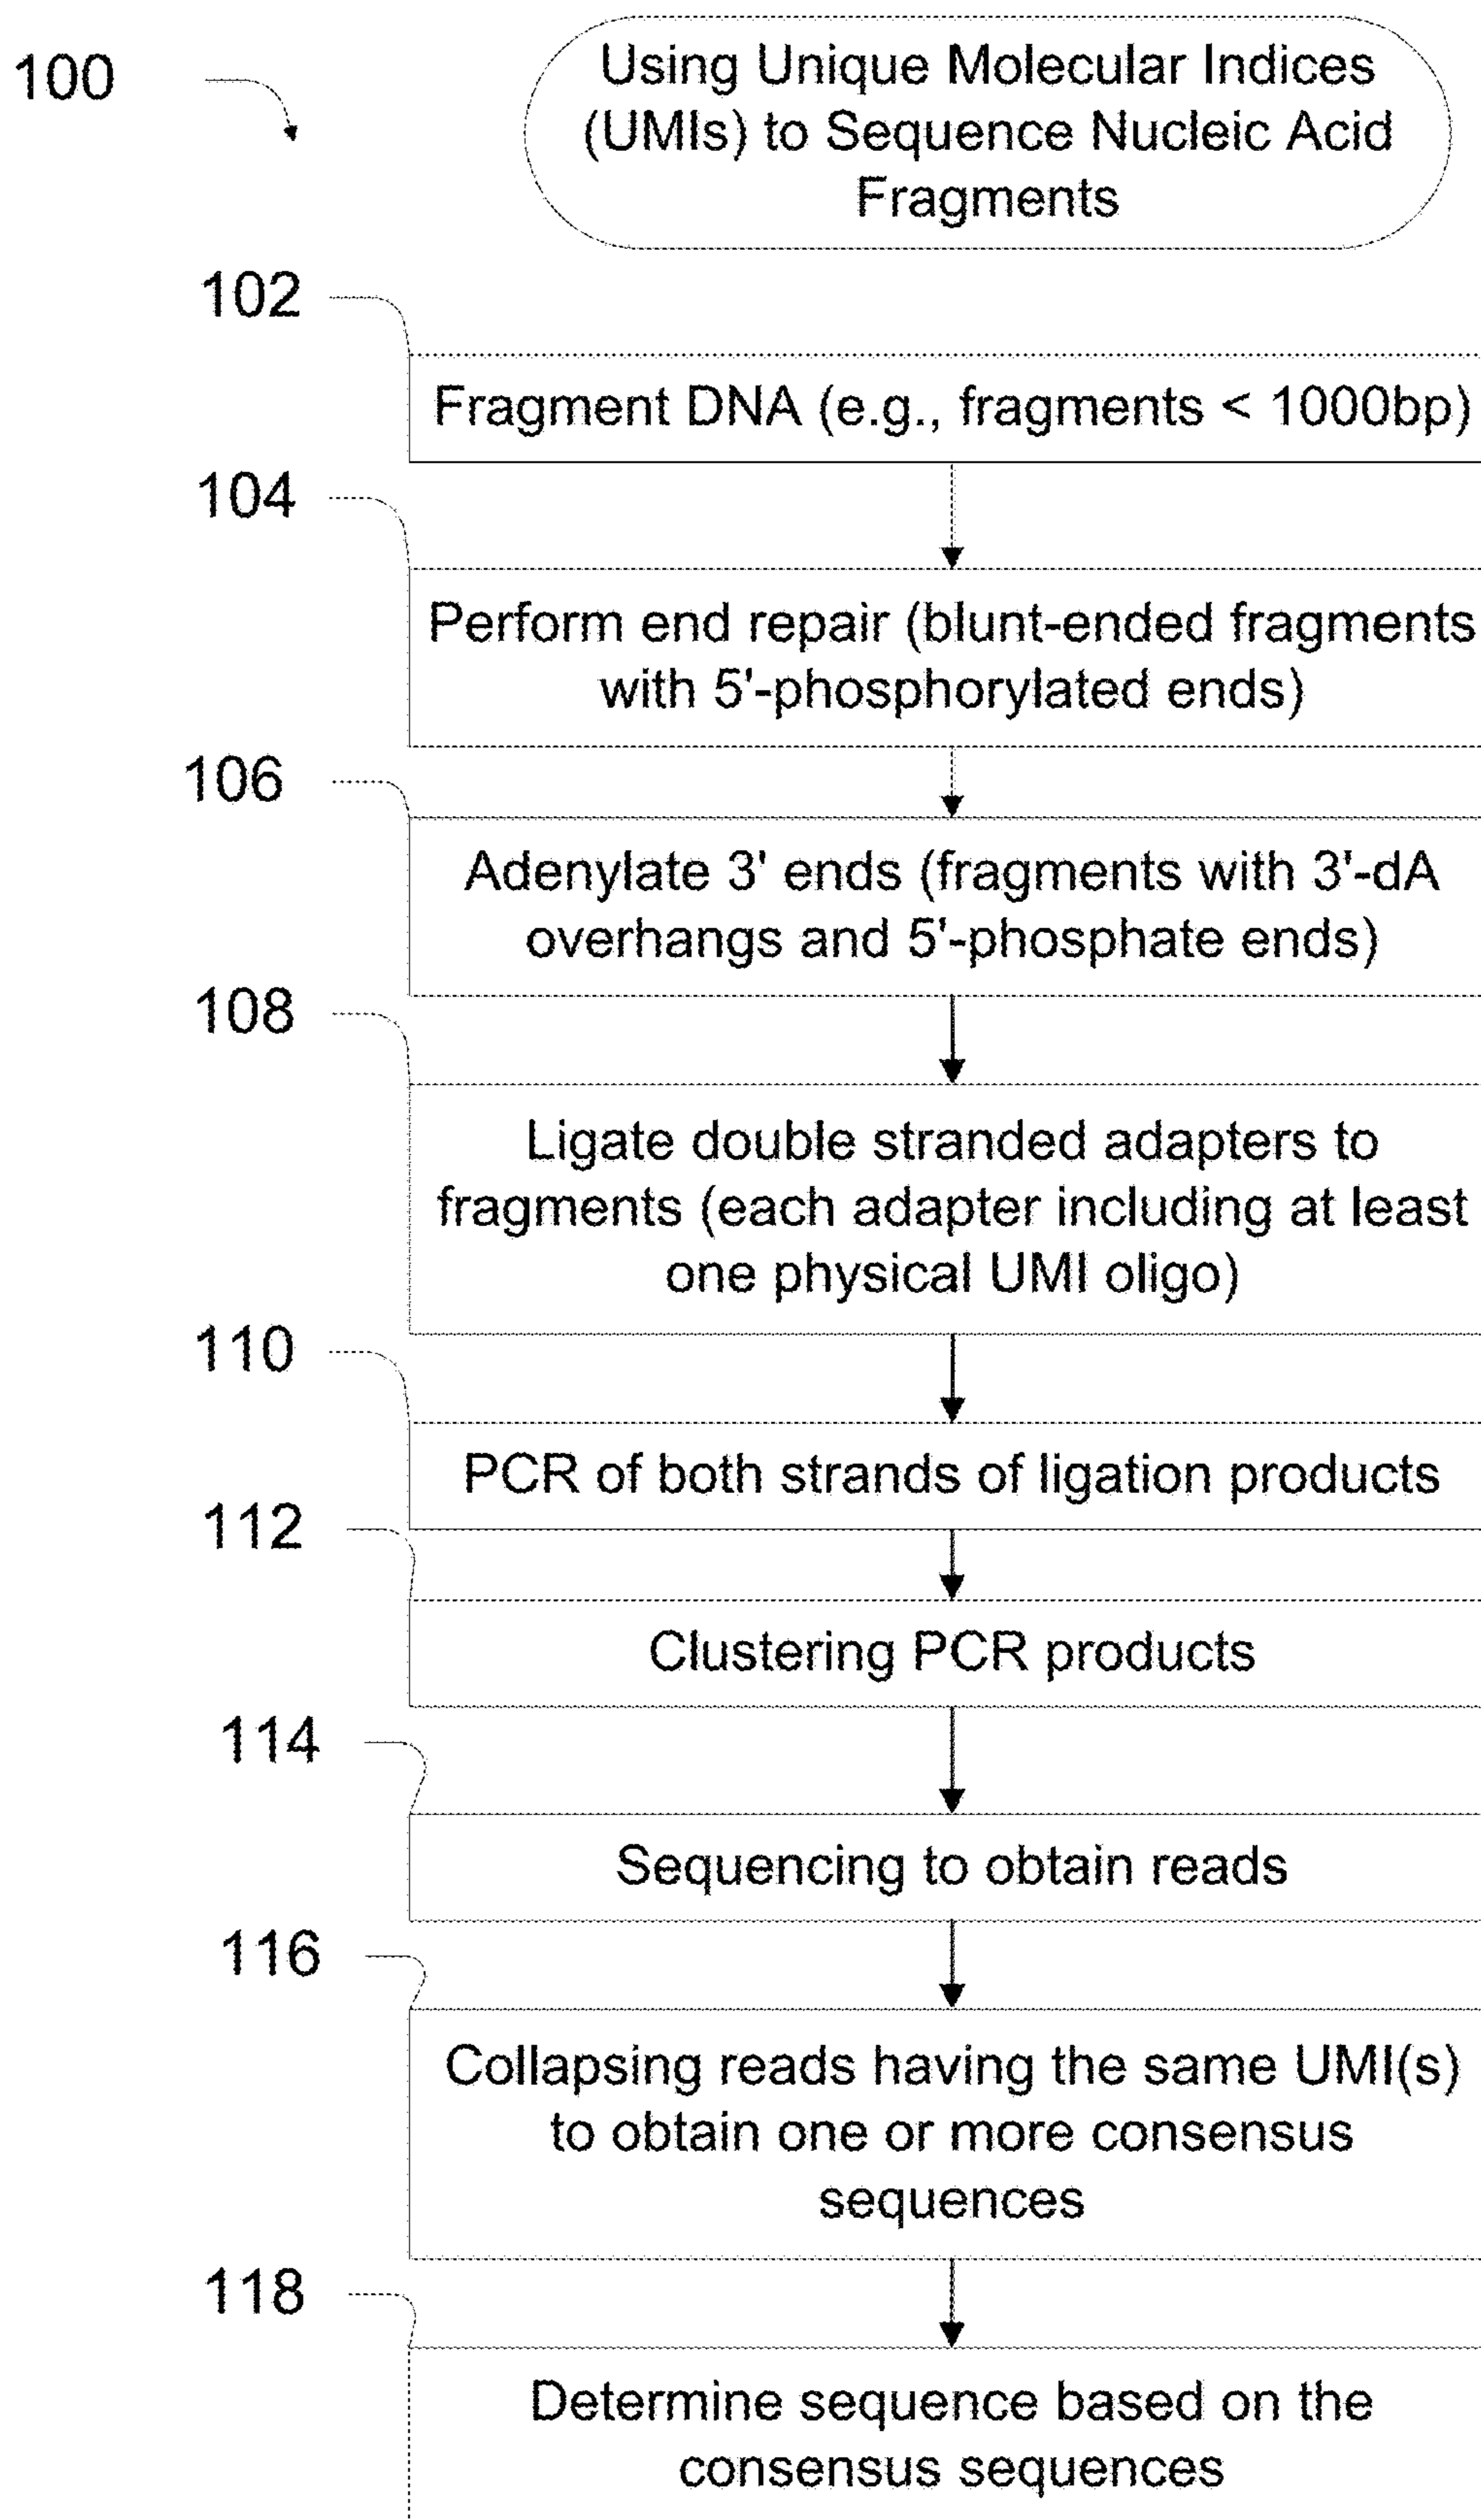 100
Using Unique Molecular Indices
(UMIs) to Sequence Nucleic Acid
Fragments
102
Fragment DNA (e.g., fragments < 1000bp)
104
Perform end repair (blunt-ended fragments
with 5'-phosphorylated ends)
106
Adenylate 3' ends (fragments with 3'-dA
overhangs and 5'-phosphate ends)
108
Ligate double stranded adapters to
fragments (each adapter including at least
one physical UMI oligo)
110
PCR of both strands of ligation products
112
Clustering PCR products
114
Sequencing to obtain reads
116
Collapsing reads having the same UMI(s)
to obtain one or more consensus
sequences
118
Determine sequence based on the
consensus sequences